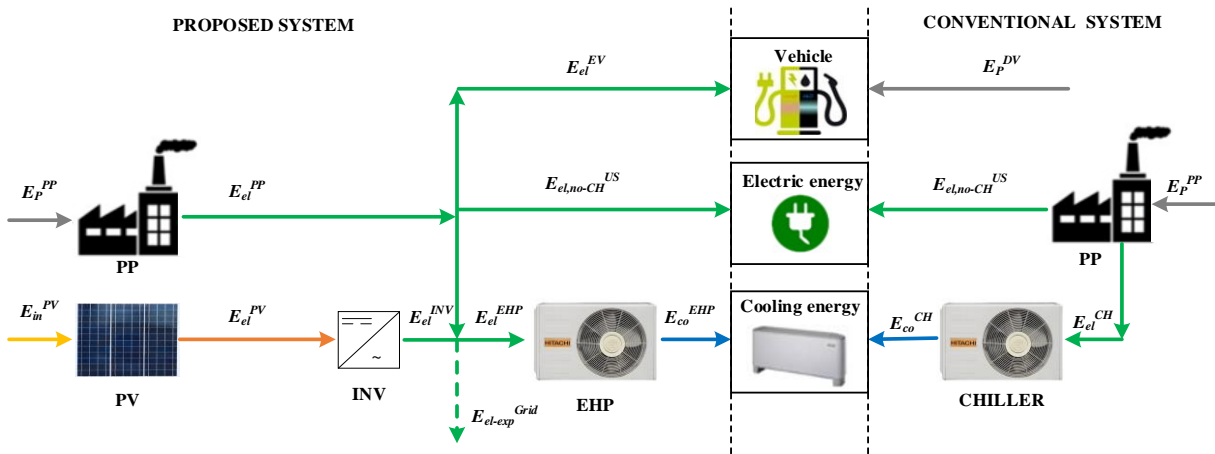 PROPOSED SYSTEM
CONVENTIONAL SYSTEM
Vehicle
E_el^EV
E_P^DV
E_P^PP
E_el^PP
E_el,no-CH^US
Electric energy
E_el,no-CH^US
E_P^PP
PP
PP
E_in^PV
E_el^PV
E_el^INV
E_el^EHP
HITACHI
E_co^EHP
Cooling energy
E_co^CH
HITACHI
E_el^CH
PV
INV
EHP
CHILLER
E_el-exp^Grid